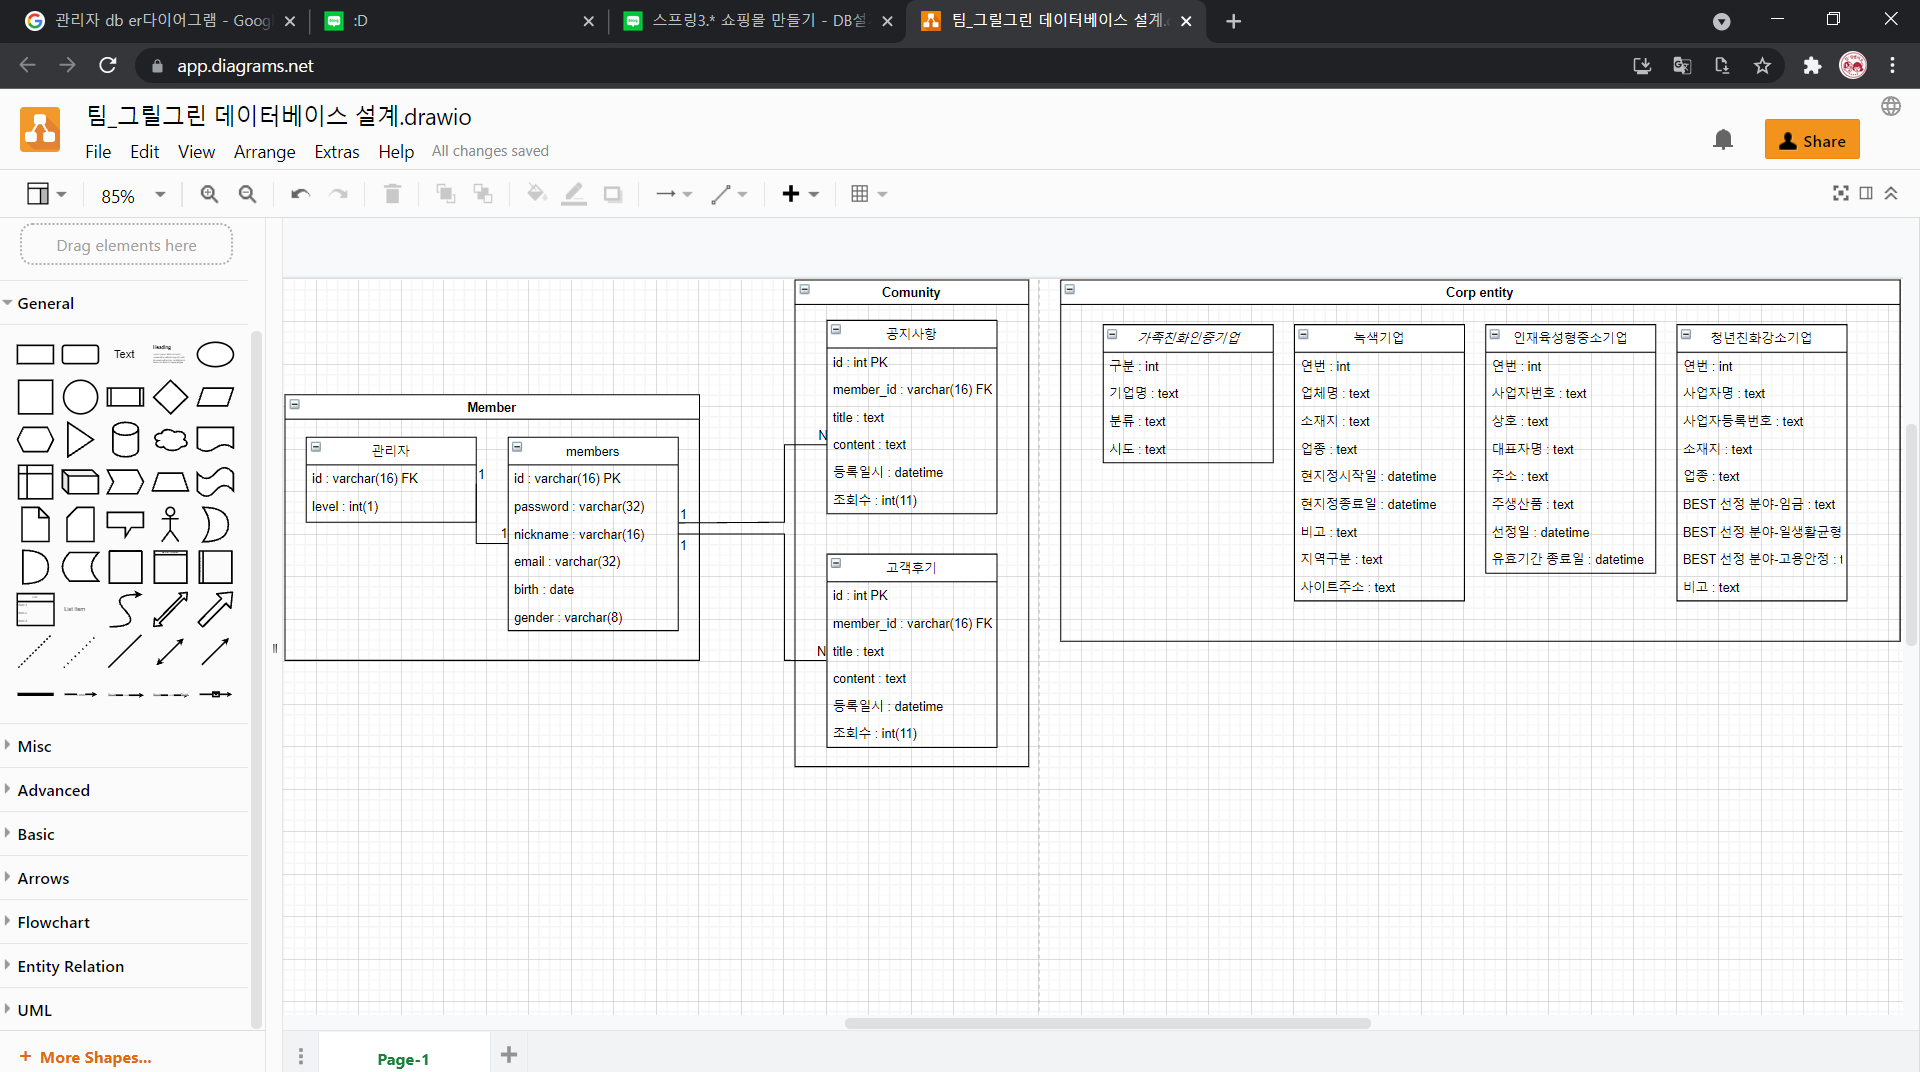 관리자 db er다이어그램 - Goog
:D
스프링3.* 쇼핑몰 만들기 - DB설
팀_그릴그린 데이터베이스 설계.
app.diagrams.net
팀_그릴그린 데이터베이스 설계.drawio
File Edit View Arrange Extras Help All changes saved
Share
85%
Drag elements here
General
Text
Heading
List Item
Misc
Advanced
Basic
Arrows
Flowchart
Entity Relation
UML
+ More Shapes...
Member
관리자
id : varchar(16) FK
level : int(1)
1
1
members
id : varchar(16) PK
password : varchar(32)
nickname : varchar(16)
email : varchar(32)
birth : date
gender : varchar(8)
1
1
N
N
Comunity
공지사항
id : int PK
member_id : varchar(16) FK
title : text
content : text
등록일시 : datetime
조회수 : int(11)
고객후기
id : int PK
member_id : varchar(16) FK
title : text
content : text
등록일시 : datetime
조회수 : int(11)
Corp entity
가족친화인증기업
구분 : int
기업명 : text
분류 : text
시도 : text
녹색기업
연번 : int
업체명 : text
소재지 : text
업종 : text
현지정시작일 : datetime
현지정종료일 : datetime
비고 : text
지역구분 : text
사이트주소 : text
인재육성형중소기업
연번 : int
사업자번호 : text
상호 : text
대표자명 : text
주소 : text
주생산품 : text
선정일 : datetime
유효기간 종료일 : datetime
청년친화강소기업
연번 : int
사업자명 : text
사업자등록번호 : text
소재지 : text
업종 : text
BEST 선정 분야-임금 : text
BEST 선정 분야-일생활균형
BEST 선정 분야-고용안정 : t
비고 : text
Page-1